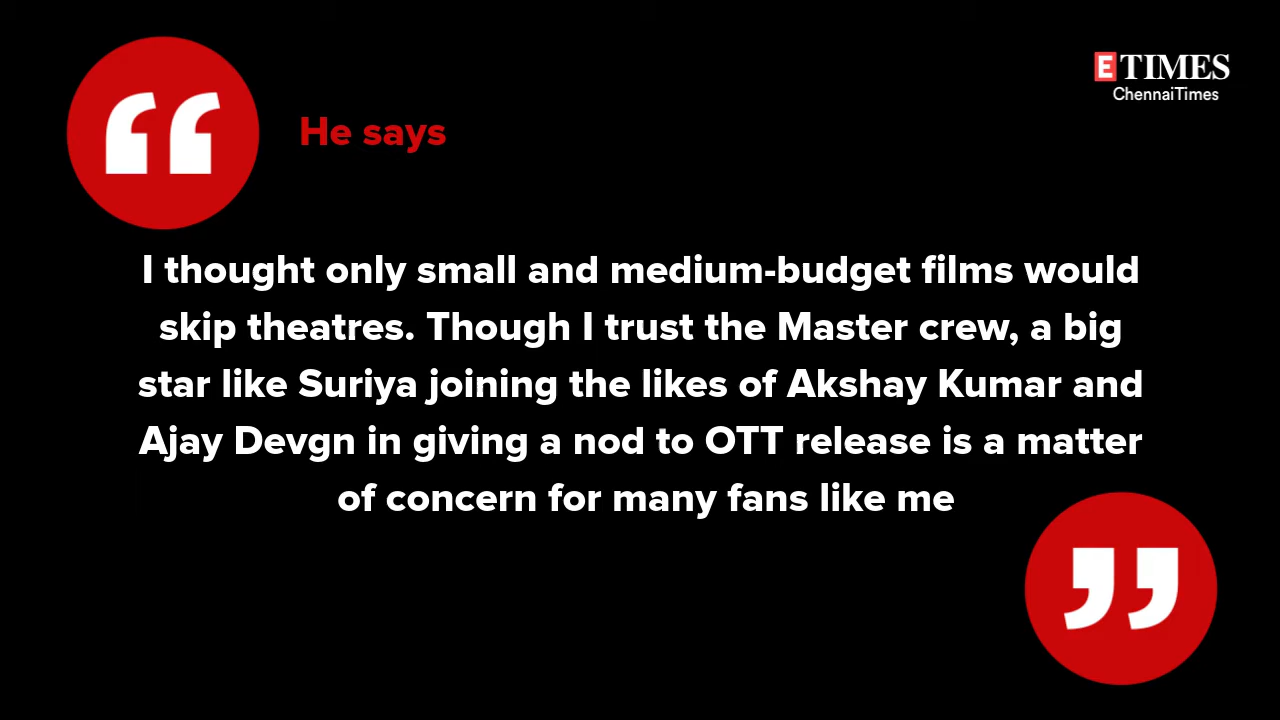 E TIMES
ChennaiTimes
He says
I thought only small and medium-budget films would
skip theatres. Though I trust the Master crew, a big
star like Suriya joining the likes of Akshay Kumar and
Ajay Devgn in giving a nod to OTT release is a matter
of concern for many fans like me